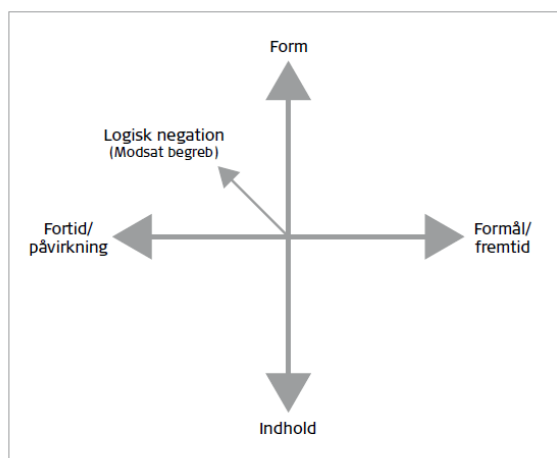 Form
Logisk negation
(Modsat begreb)
Fortid/
påvirkning
Formål/
fremtid
Indhold